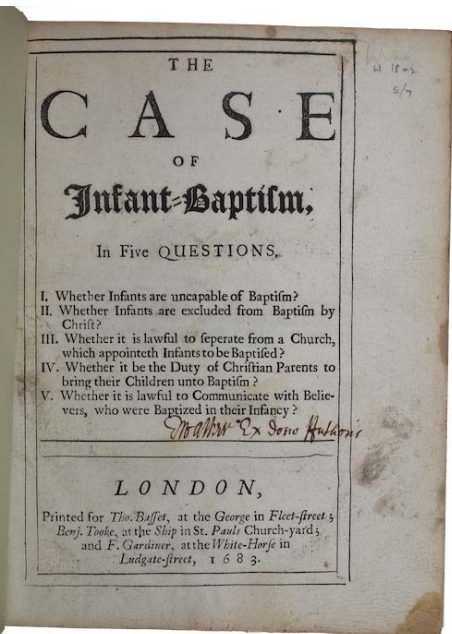 THE
CASE
OF
Infant-Baptiſm.
In Five QUESTIONS.
I. Whether Infants are uncapable of Baptiſm?
II. Whether Infants are excluded from Baptiſm by
Chriſt?
III. Whether it is lawful to ſeperate from a Church,
which appointeth Infants to be Baptiſed?
IV. Whether it be the Duty of Chriſtian Parents to
bring their Children unto Baptiſm?
V. Whether it is lawful to Communicate with Belie-
vers, who were Baptized in their Infancy?
Ex dono Authoris
LONDON,
Printed for Tho. Baſſet, at the George in Fleet-ſtreet;
Benj. Tooke, at the Ship in St. Pauls Church-yard;
and F. Gardiner, at the White-Horſe in
Ludgate-ſtreet, 1683.